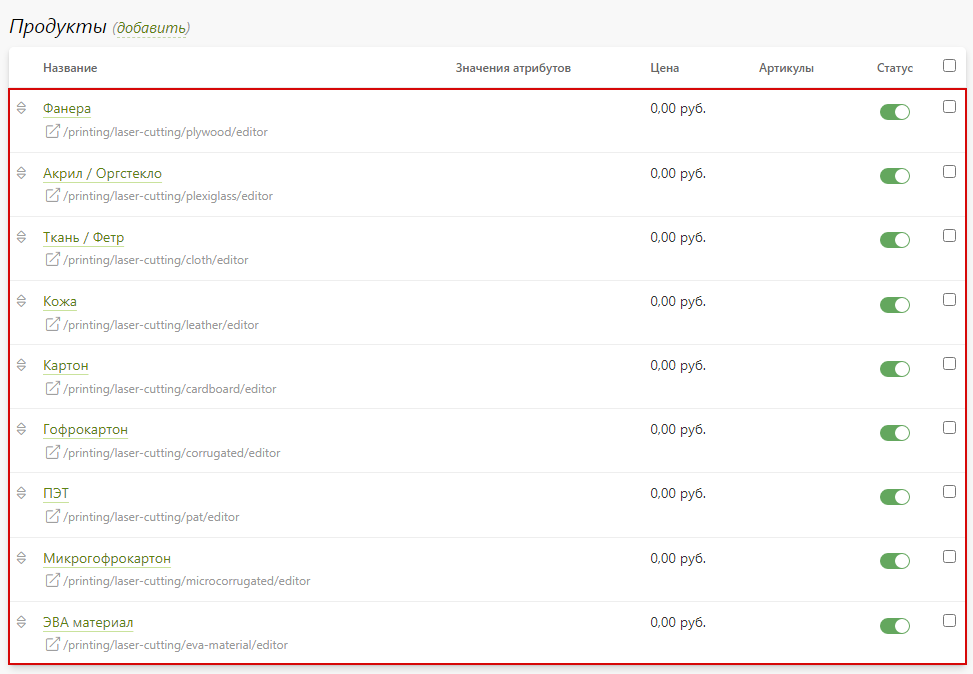 Продукты (добавить)
Название Значения атрибутов Цена Артикулы Статус
Фанера 0,00 руб.
/printing/laser-cutting/plywood/editor
Акрил / Оргстекло 0,00 руб.
/printing/laser-cutting/plexiglass/editor
Ткань / Фетр 0,00 руб.
/printing/laser-cutting/cloth/editor
Кожа 0,00 руб.
/printing/laser-cutting/leather/editor
Картон 0,00 руб.
/printing/laser-cutting/cardboard/editor
Гофрокартон 0,00 руб.
/printing/laser-cutting/corrugated/editor
ПЭТ 0,00 руб.
/printing/laser-cutting/pat/editor
Микрогофрокартон 0,00 руб.
/printing/laser-cutting/microcorrugated/editor
ЭВА материал 0,00 руб.
/printing/laser-cutting/eva-material/editor